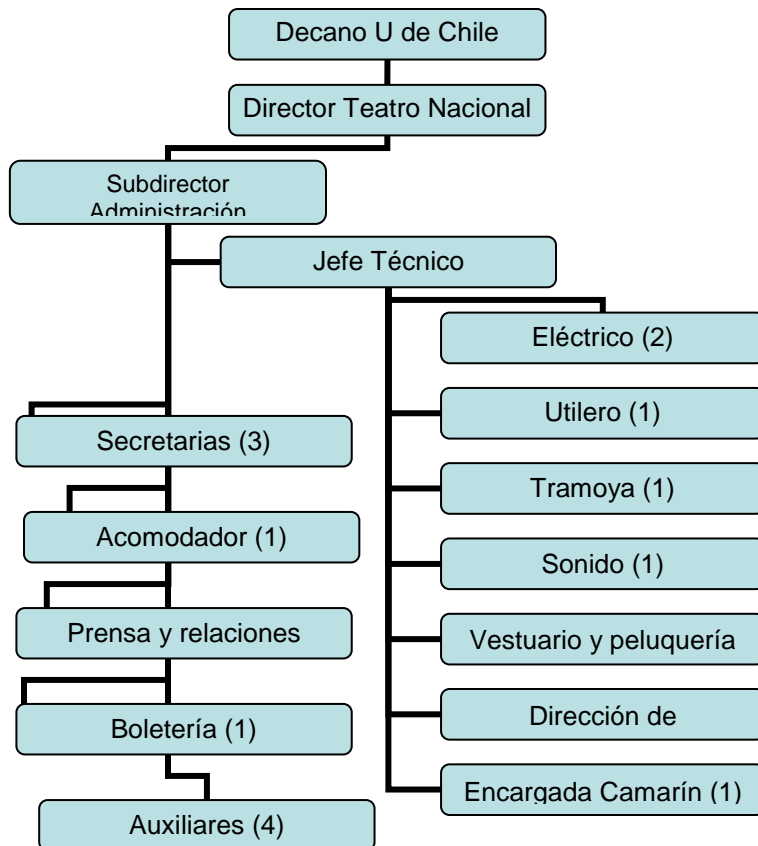 Decano U de Chile
Director Teatro Nacional
Subdirector
Administración
Jefe Técnico
Eléctrico (2)
Utilero (1)
Tramoya (1)
Sonido (1)
Vestuario y peluquería
Dirección de
Encargada Camarín (1)
Secretarias (3)
Acomodador (1)
Prensa y relaciones
Boletería (1)
Auxiliares (4)